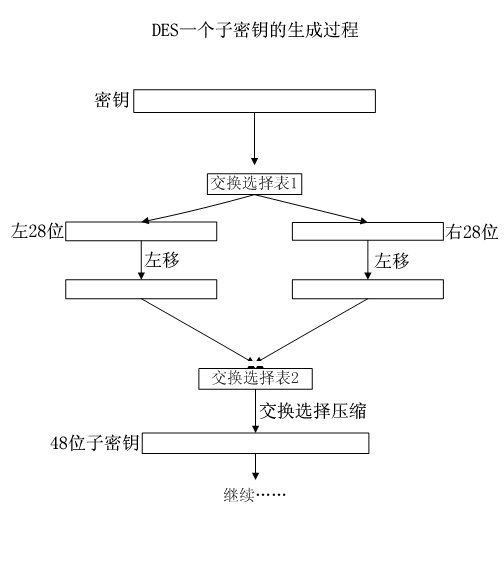 DES一个子密钥的生成过程
密钥
交换选择表1
左28位
右28位
左移
左移
交换选择表2
交换选择压缩
48位子密钥
继续……